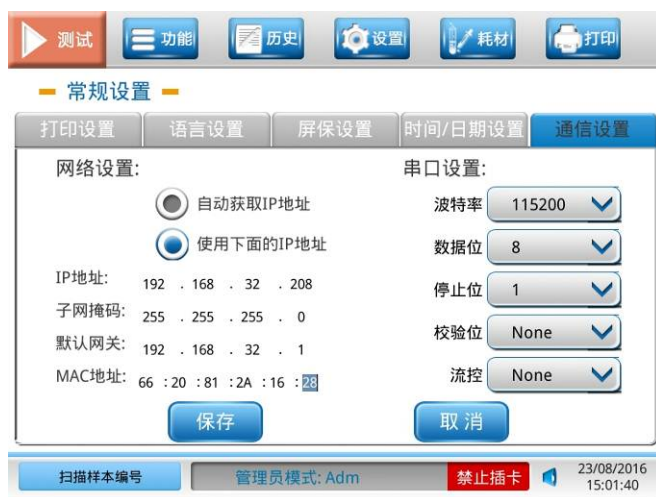 测试 功能 历史 设置 耗材 打印
常规设置
打印设置 语言设置 屏保设置 时间/日期设置 通信设置
网络设置: 串口设置:
自动获取IP地址 波特率 115200
使用下面的IP地址 数据位 8
IP地址: 192 . 168 . 32 . 208 停止位 1
子网掩码: 255 . 255 . 255 . 0
默认网关: 192 . 168 . 32 . 1 校验位 None
MAC地址: 66 : 20 : 81 : 2A : 16 : 28 流控 None
保存 取消
扫描样本编号 管理员模式: Adm 禁止插卡 23/08/2016
15:01:40